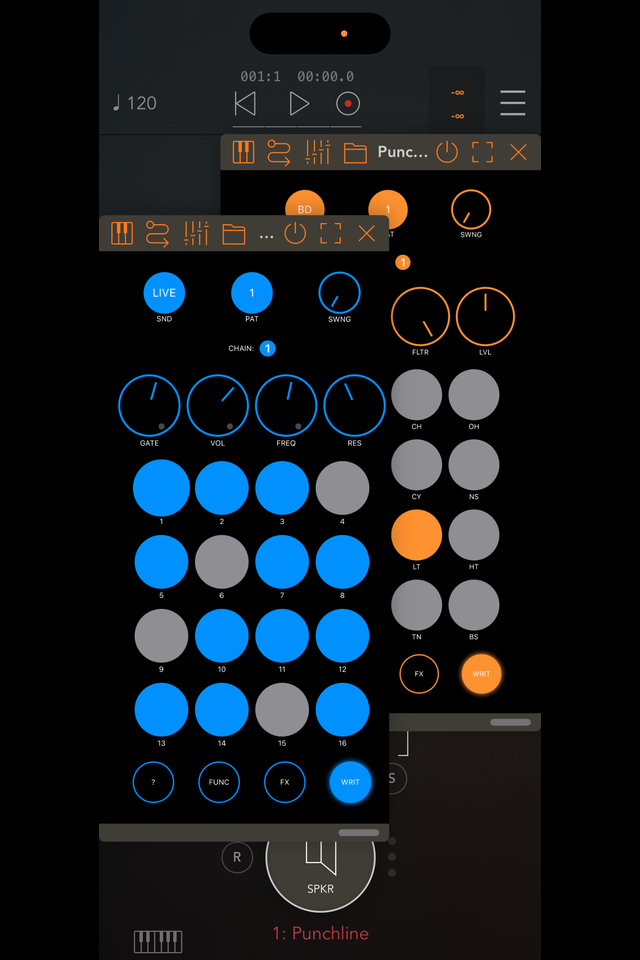 001:1 00:00.0
♩ 120
-∞
-∞
Punc...
BD
1
AT
SWNG
1
FLTR
LVL
CH
OH
CY
NS
LT
HT
TN
BS
FX
WRIT
...
LIVE
1
SND
PAT
SWNG
CHAIN: 1
GATE
VOL
FREQ
RES
1
2
3
4
5
6
7
8
9
10
11
12
13
14
15
16
?
FUNC
FX
WRIT
S
R
SPKR
1: Punchline